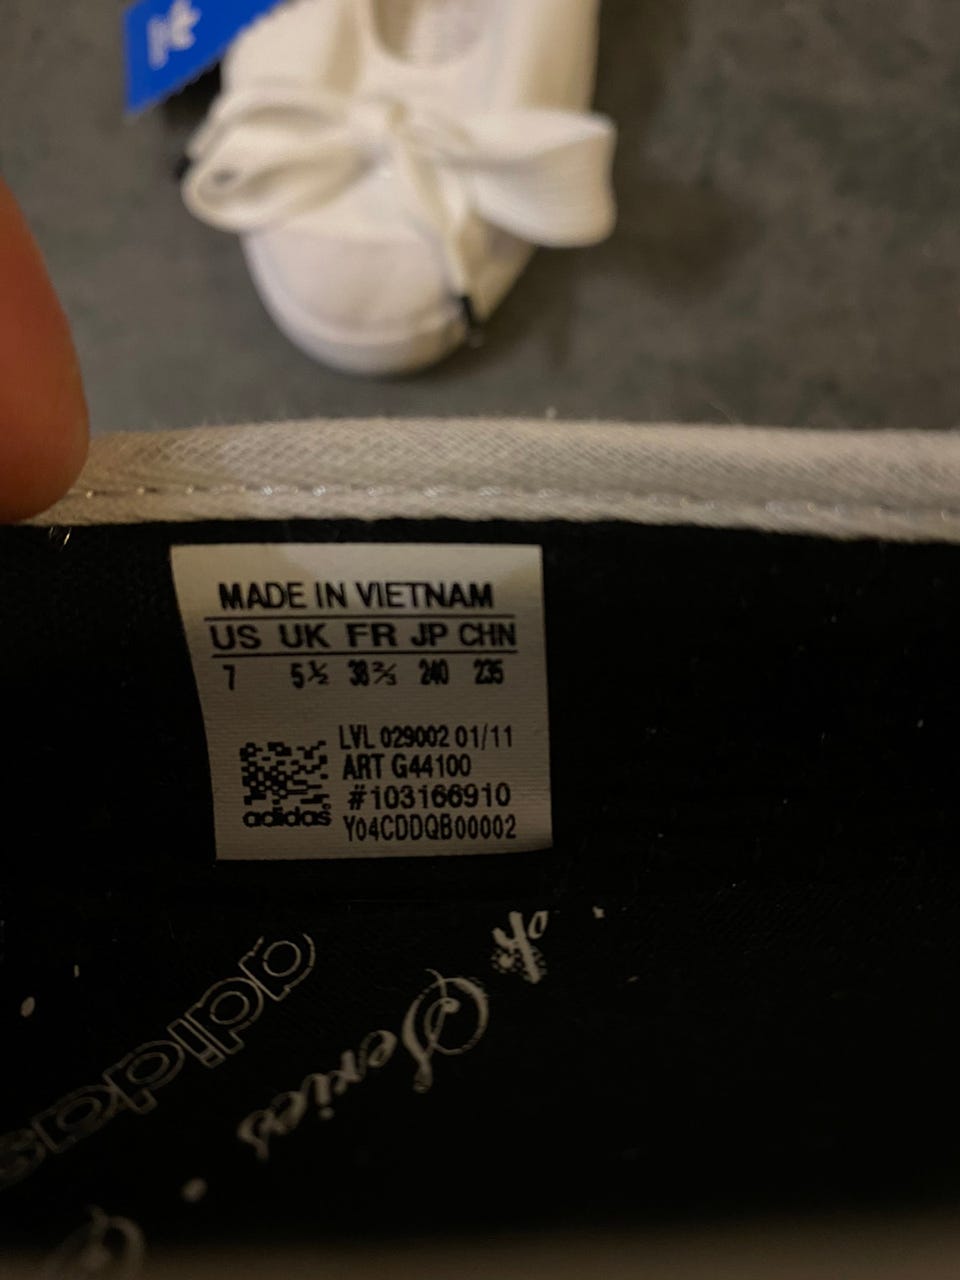 MADE IN VIETNAM
US UK FR JP CHN
7 5½ 38⅔ 240 235
LVL 029002 01/11
ART G44100
#103166910
adidas
Y04CDDQB00002
adidas
Series